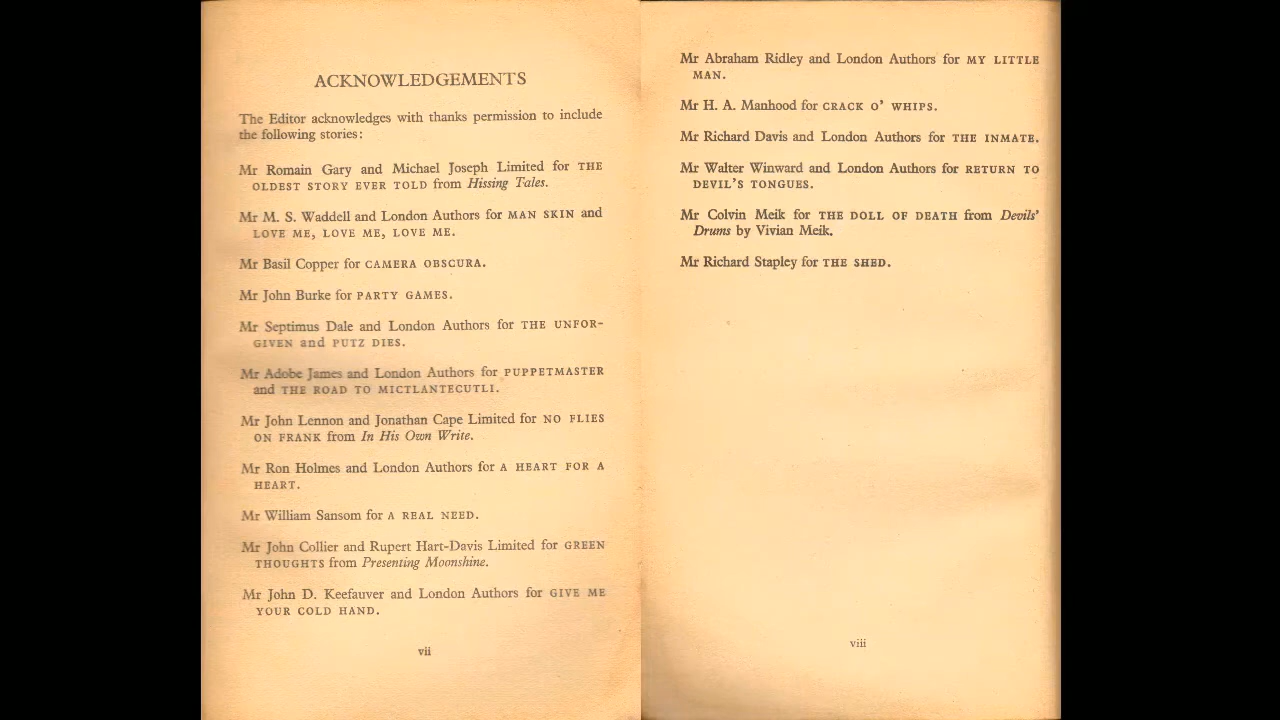 ACKNOWLEDGEMENTS
The Editor acknowledges with thanks permission to include
the following stories:
Mr Romain Gary and Michael Joseph Limited for THE
OLDEST STORY EVER TOLD from Hissing Tales.
Mr M. S. Waddell and London Authors for MAN SKIN and
LOVE ME, LOVE ME, LOVE ME.
Mr Basil Copper for CAMERA OBSCURA.
Mr John Burke for PARTY GAMES.
Mr Septimus Dale and London Authors for THE UNFOR-
GIVEN and PUTZ DIES.
Mr Adobe James and London Authors for PUPPETMASTER
and THE ROAD TO MICTLANTECUTLI.
Mr John Lennon and Jonathan Cape Limited for NO FLIES
ON FRANK from In His Own Write.
Mr Ron Holmes and London Authors for A HEART FOR A
HEART.
Mr William Sansom for A REAL NEED.
Mr John Collier and Rupert Hart-Davis Limited for GREEN
THOUGHTS from Presenting Moonshine.
Mr John D. Keefauver and London Authors for GIVE ME
YOUR COLD HAND.
vii
Mr Abraham Ridley and London Authors for MY LITTLE
MAN.
Mr H. A. Manhood for CRACK O' WHIPS.
Mr Richard Davis and London Authors for THE INMATE.
Mr Walter Winward and London Authors for RETURN TO
DEVIL'S TONGUES.
Mr Colvin Meik for THE DOLL OF DEATH from Devils'
Drums by Vivian Meik.
Mr Richard Stapley for THE SHED.
viii